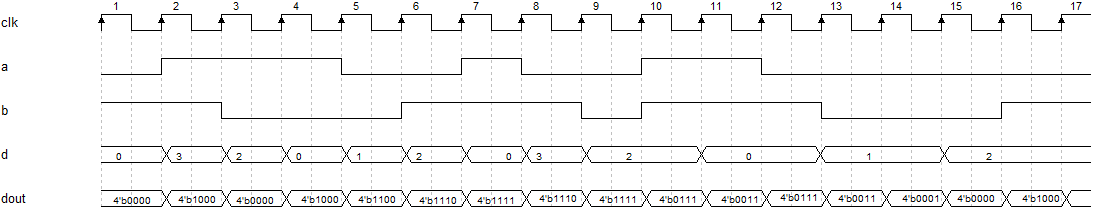 1 2 3 4 5 6 7 8 9 10 11 12 13 14 15 16 17
clk
a
b
d 0 3 2 0 1 2 0 3 2 0 1 2
dout 4'b0000 4'b1000 4'b0000 4'b1000 4'b1100 4'b1110 4'b1111 4'b1110 4'b1111 4'b0111 4'b0011 4'b0111 4'b0011 4'b0001 4'b0000 4'b1000